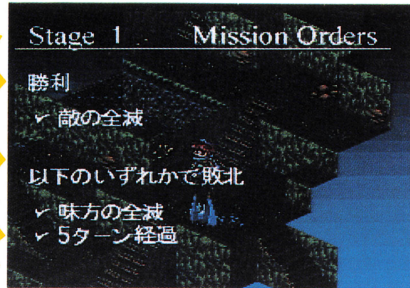 Stage 1 Mission Orders
勝利
✓ 敵の全滅
以下のいずれかで敗北
✓ 味方の全滅
✓ 5ターン経過